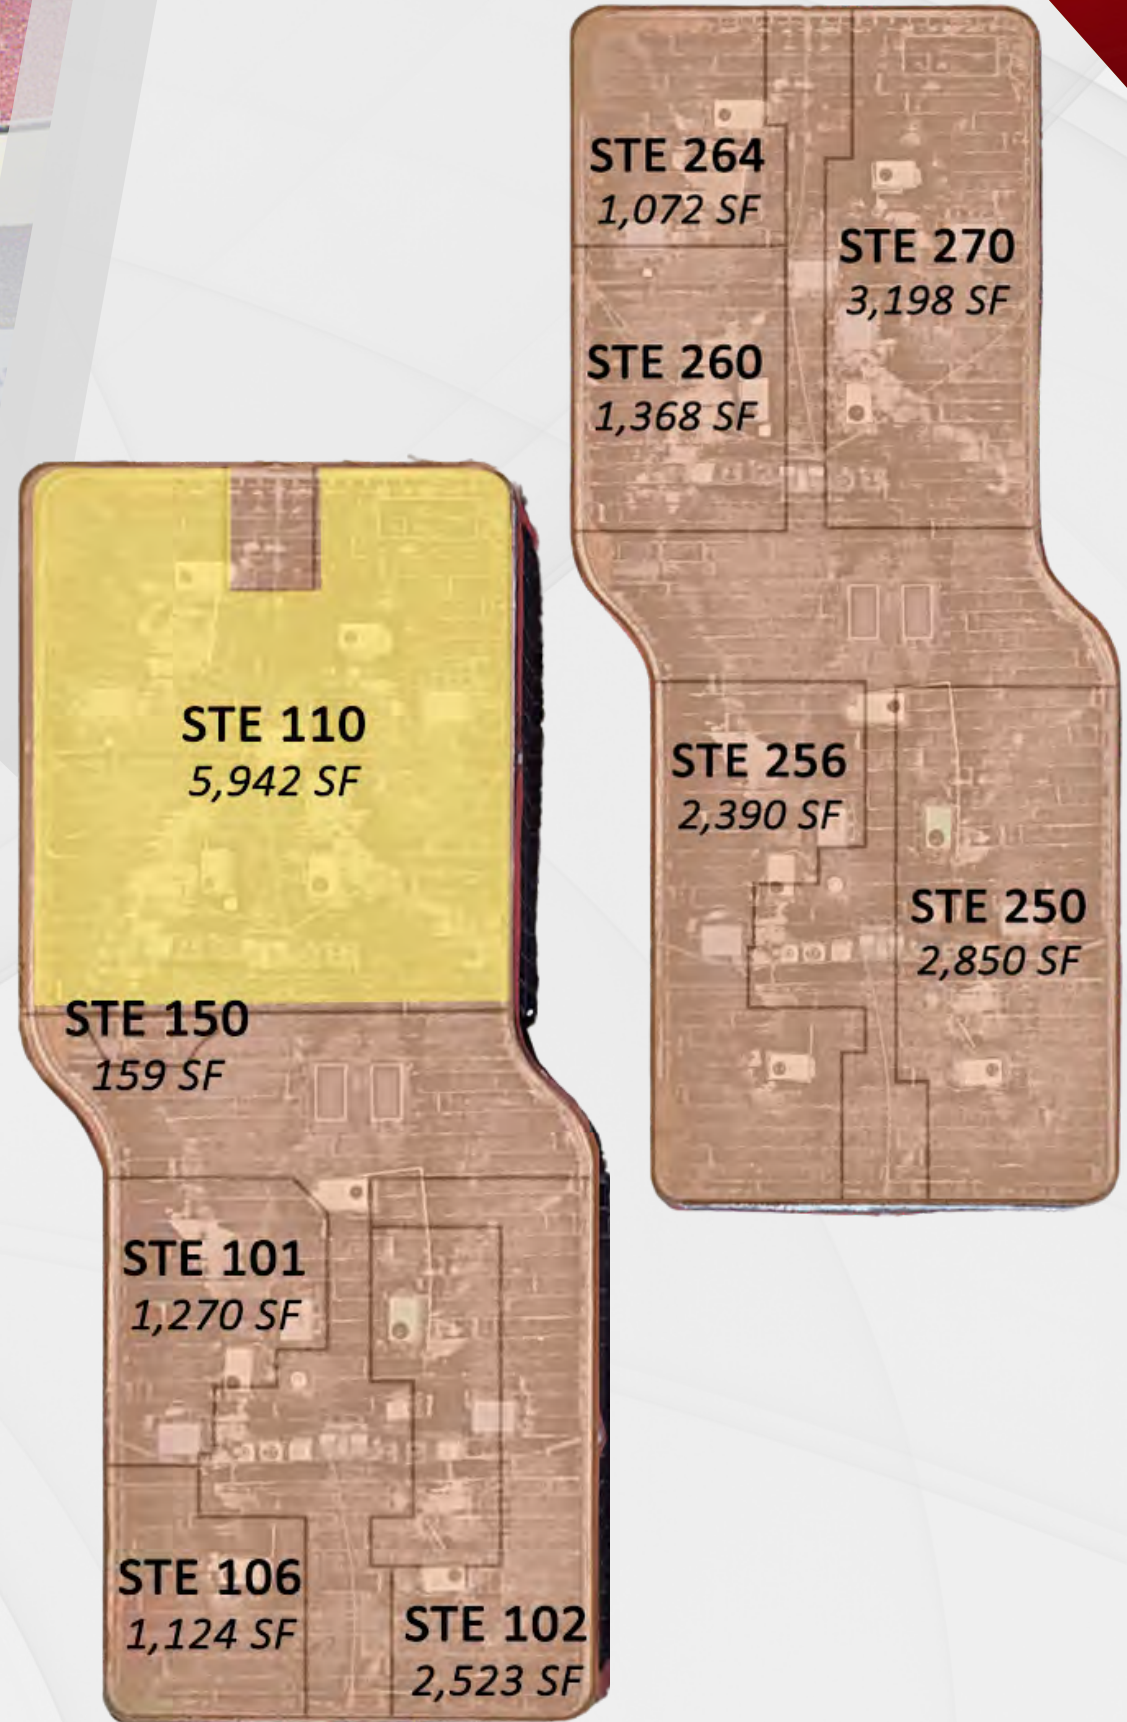 STE 264
1,072 SF
STE 270
3,198 SF
STE 260
1,368 SF
STE 110
5,942 SF
STE 256
2,390 SF
STE 250
2,850 SF
STE 150
159 SF
STE 101
1,270 SF
STE 106
1,124 SF
STE 102
2,523 SF